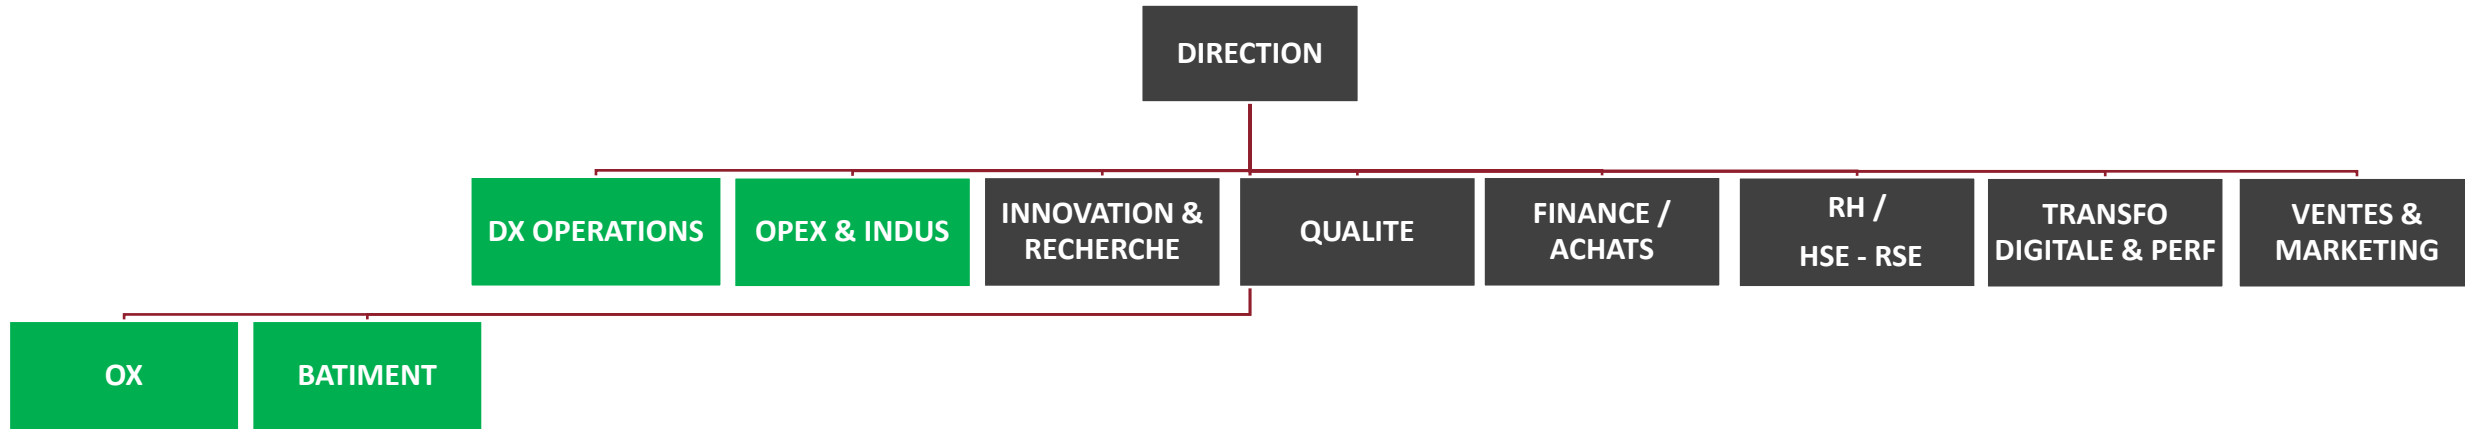 DIRECTION
DX OPERATIONS
OPEX & INDUS
INNOVATION &
RECHERCHE
QUALITE
FINANCE /
ACHATS
RH /
HSE - RSE
TRANSFO
DIGITALE & PERF
VENTES &
MARKETING
OX
BATIMENT